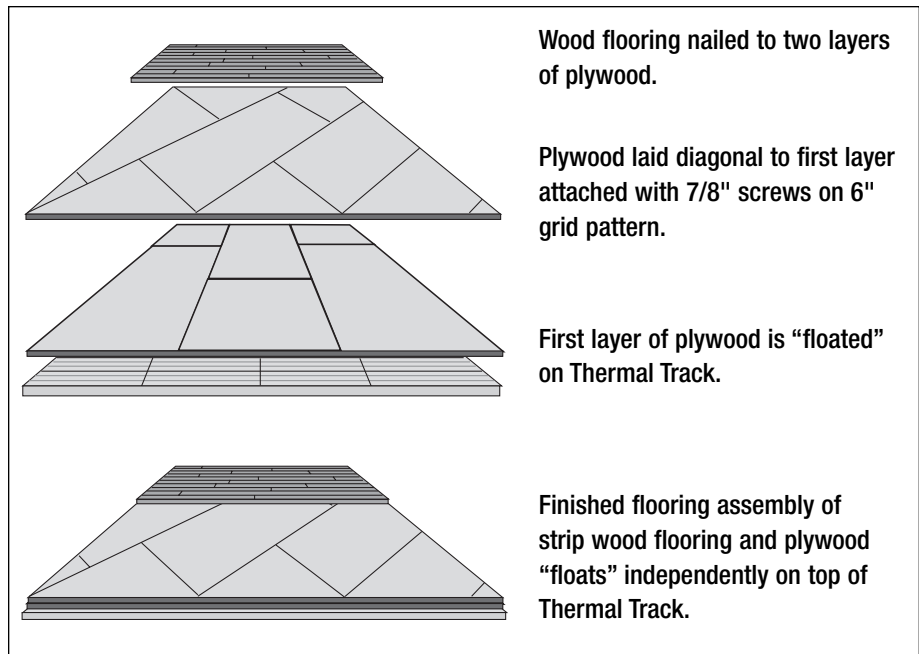 Wood flooring nailed to two layers
of plywood.
Plywood laid diagonal to first layer
attached with 7/8" screws on 6"
grid pattern.
First layer of plywood is “floated”
on Thermal Track.
Finished flooring assembly of
strip wood flooring and plywood
“floats” independently on top of
Thermal Track.